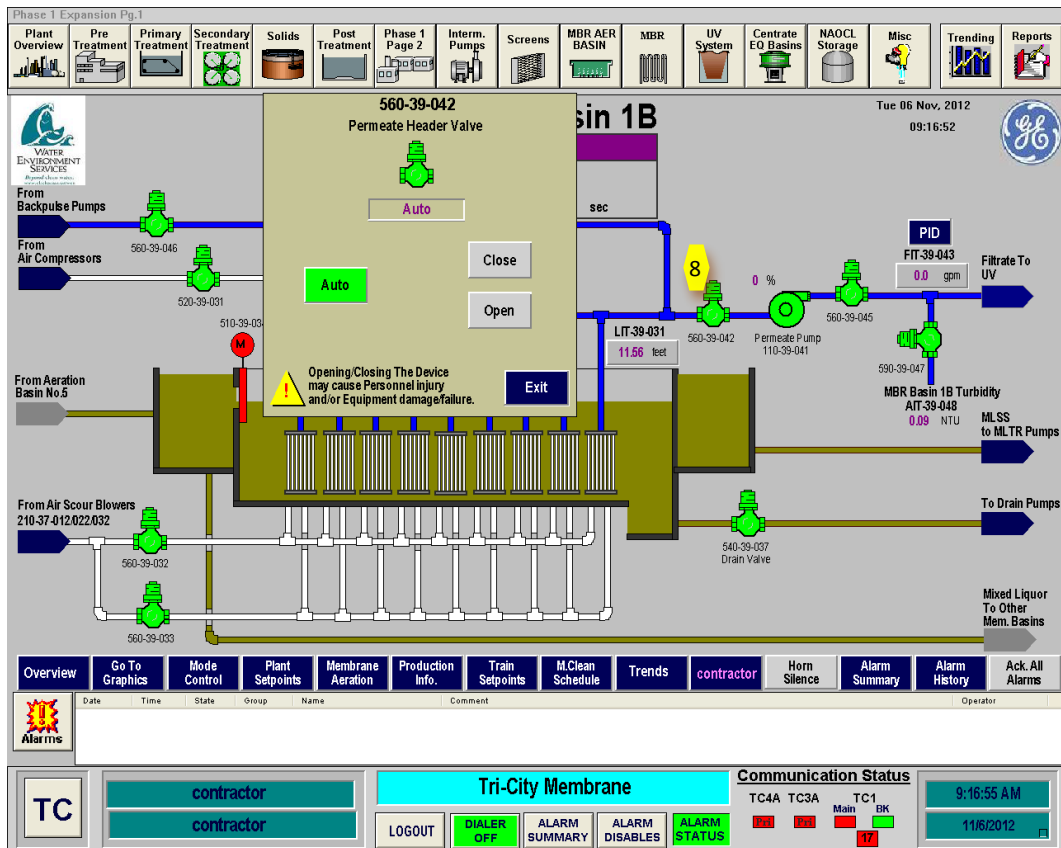 Phase 1 Expansion Pg.1
Plant
Overview
Pre
Treatment
Primary
Treatment
Secondary
Treatment
Solids
Post
Treatment
Phase 1
Page 2
Interm.
Pumps
Screens
MBR AER
BASIN
MBR
UV
System
Centrate
EQ Basins
NAOCL
Storage
Misc
Trending
Reports
WATER
ENVIRONMENT
SERVICES
sin 1B
Tue 06 Nov, 2012
09:16:52
560-39-042
Permeate Header Valve
Auto
Auto
Close
Open
Opening/Closing The Device
may cause Personnel injury
and/or Equipment damage/failure.
Exit
sec
From
Backpulse Pumps
560-39-046
From
Air Compressors
520-39-031
510-39-034
M
8
0 %
PID
FIT-39-043
0.0 gpm
Filtrate To
UV
LIT-39-031
11.56 feet
560-39-042
Permeate Pump
110-39-041
560-39-045
590-39-047
MBR Basin 1B Turbidity
AIT-39-048
0.09 NTU
From Aeration
Basin No.5
MLSS
to MLTR Pumps
From Air Scour Blowers
210-37-012/022/032
560-39-032
560-39-033
540-39-037
Drain Valve
To Drain Pumps
Mixed Liquor
To Other
Mem. Basins
Overview
Go To
Graphics
Mode
Control
Plant
Setpoints
Membrane
Aeration
Production
Info.
Train
Setpoints
M.Clean
Schedule
Trends
contractor
Horn
Silence
Alarm
Summary
Alarm
History
Ack. All
Alarms
Alarms
Date Time State Group Name Comment Operator
TC
contractor
contractor
Tri-City Membrane
LOGOUT
DIALER
OFF
ALARM
SUMMARY
ALARM
DISABLES
ALARM
STATUS
Communication Status
TC4A TC3A TC1
Main BK
Pri Pri
17
9:16:55 AM
11/6/2012